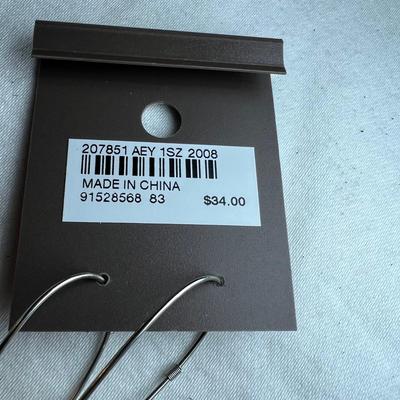 207851 AEY 1SZ 2008
MADE IN CHINA
91528568 83 $34.00